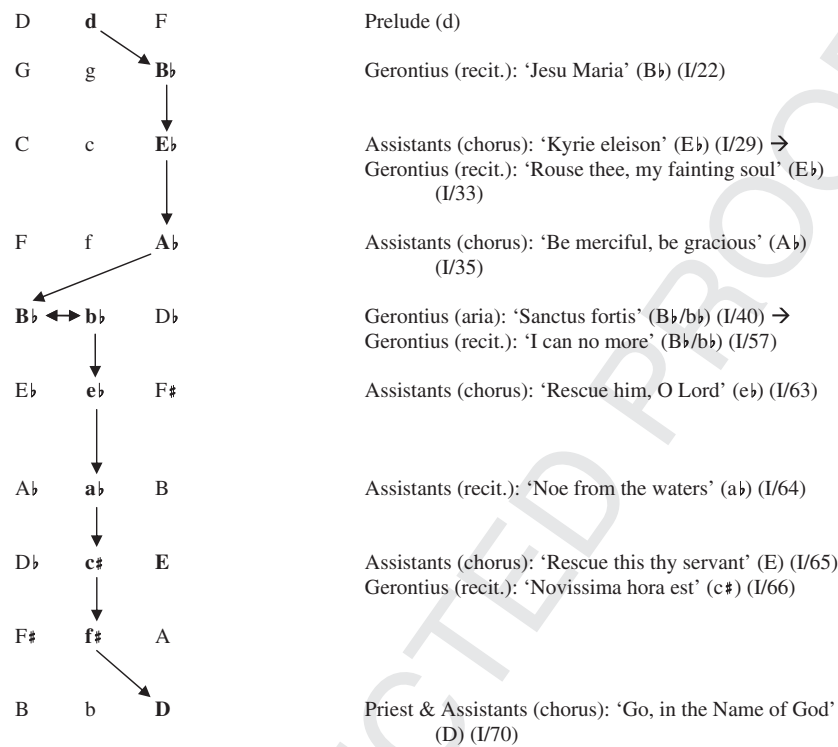 D d F Prelude (d)
G g B♭ Gerontius (recit.): ‘Jesu Maria’ (B♭) (I/22)
C c E♭ Assistants (chorus): ‘Kyrie eleison’ (E♭) (I/29) →
Gerontius (recit.): ‘Rouse thee, my fainting soul’ (E♭)
(I/33)
F f A♭ Assistants (chorus): ‘Be merciful, be gracious’ (A♭)
(I/35)
B♭ ↔ b♭ D♭ Gerontius (aria): ‘Sanctus fortis’ (B♭/b♭) (I/40) →
Gerontius (recit.): ‘I can no more’ (B♭/b♭) (I/57)
E♭ e♭ F♯ Assistants (chorus): ‘Rescue him, O Lord’ (e♭) (I/63)
A♭ a♭ B Assistants (recit.): ‘Noe from the waters’ (a♭) (I/64)
D♭ c♯ E Assistants (chorus): ‘Rescue this thy servant’ (E) (I/65)
Gerontius (recit.): ‘Novissima hora est’ (c♯) (I/66)
F♯ f♯ A
B b D Priest & Assistants (chorus): ‘Go, in the Name of God’
(D) (I/70)
CTED PROO